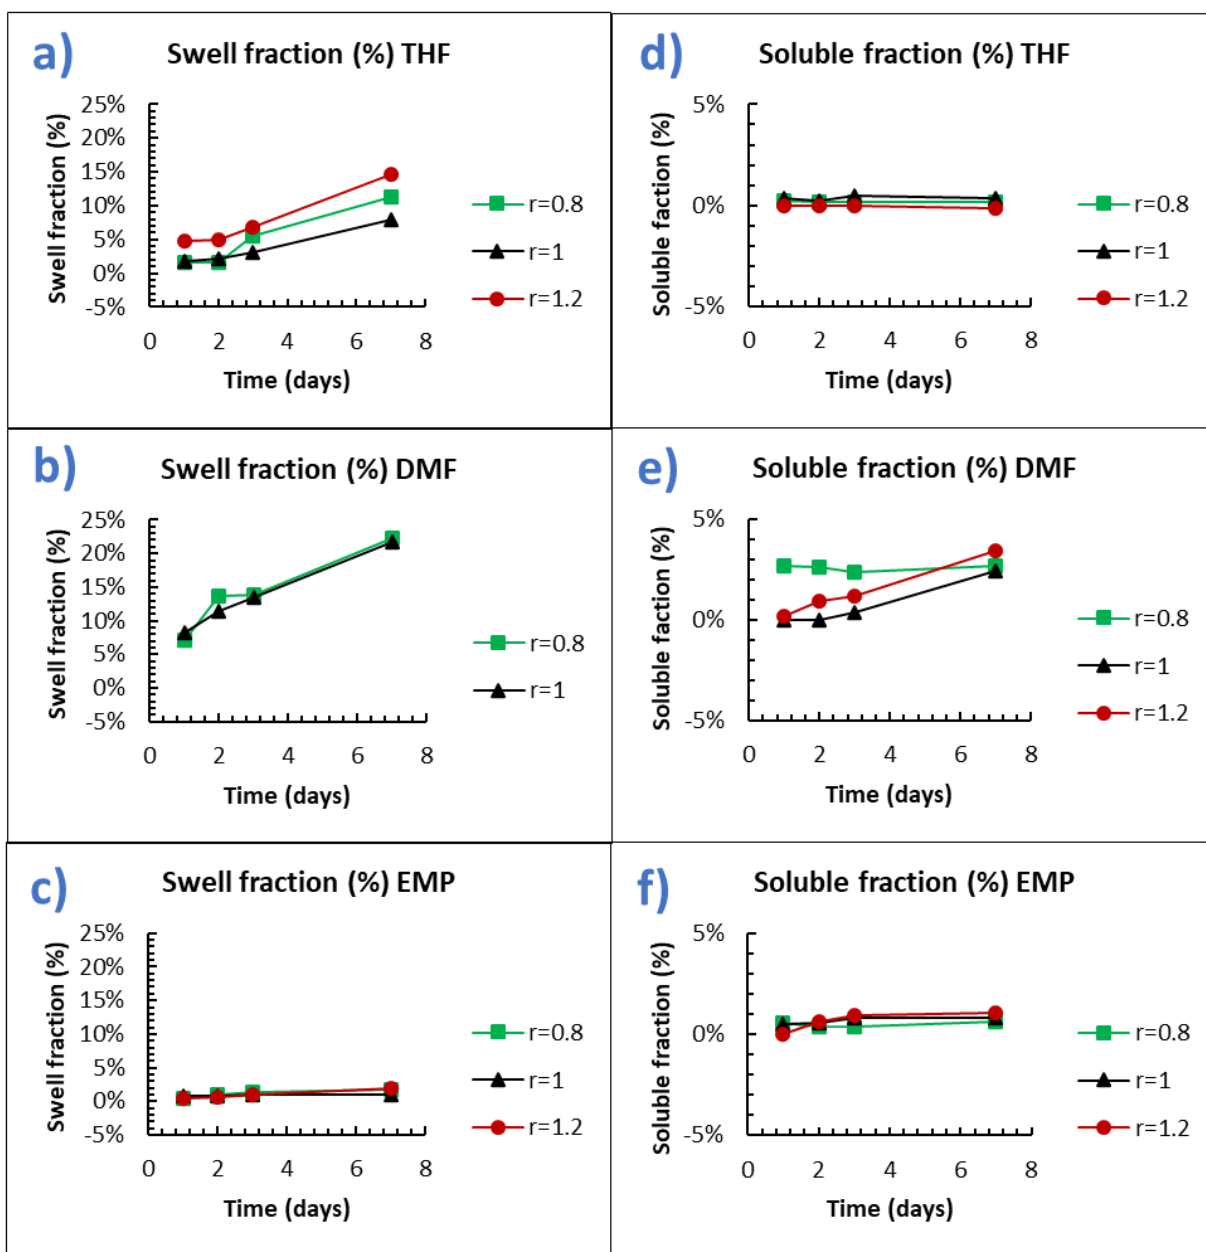 a)
Swell fraction (%) THF
Swell fraction (%)
25%
20%
15%
10%
5%
0%
-5%
0 2 4 6 8
Time (days)
r=0.8
r=1
r=1.2
d)
Soluble fraction (%) THF
Soluble faction (%)
5%
0%
-5%
0 2 4 6 8
Time (days)
r=0.8
r=1
r=1.2
b)
Swell fraction (%) DMF
Swell fraction (%)
25%
20%
15%
10%
5%
0%
-5%
0 2 4 6 8
Time (days)
r=0.8
r=1
e)
Soluble fraction (%) DMF
Soluble faction (%)
5%
0%
-5%
0 2 4 6 8
Time (days)
r=0.8
r=1
r=1.2
c)
Swell fraction (%) EMP
Swell fraction (%)
25%
20%
15%
10%
5%
0%
-5%
0 2 4 6 8
Time (days)
r=0.8
r=1
r=1.2
f)
Soluble fraction (%) EMP
Soluble fraction (%)
5%
0%
-5%
0 2 4 6 8
Time (days)
r=0.8
r=1
r=1.2